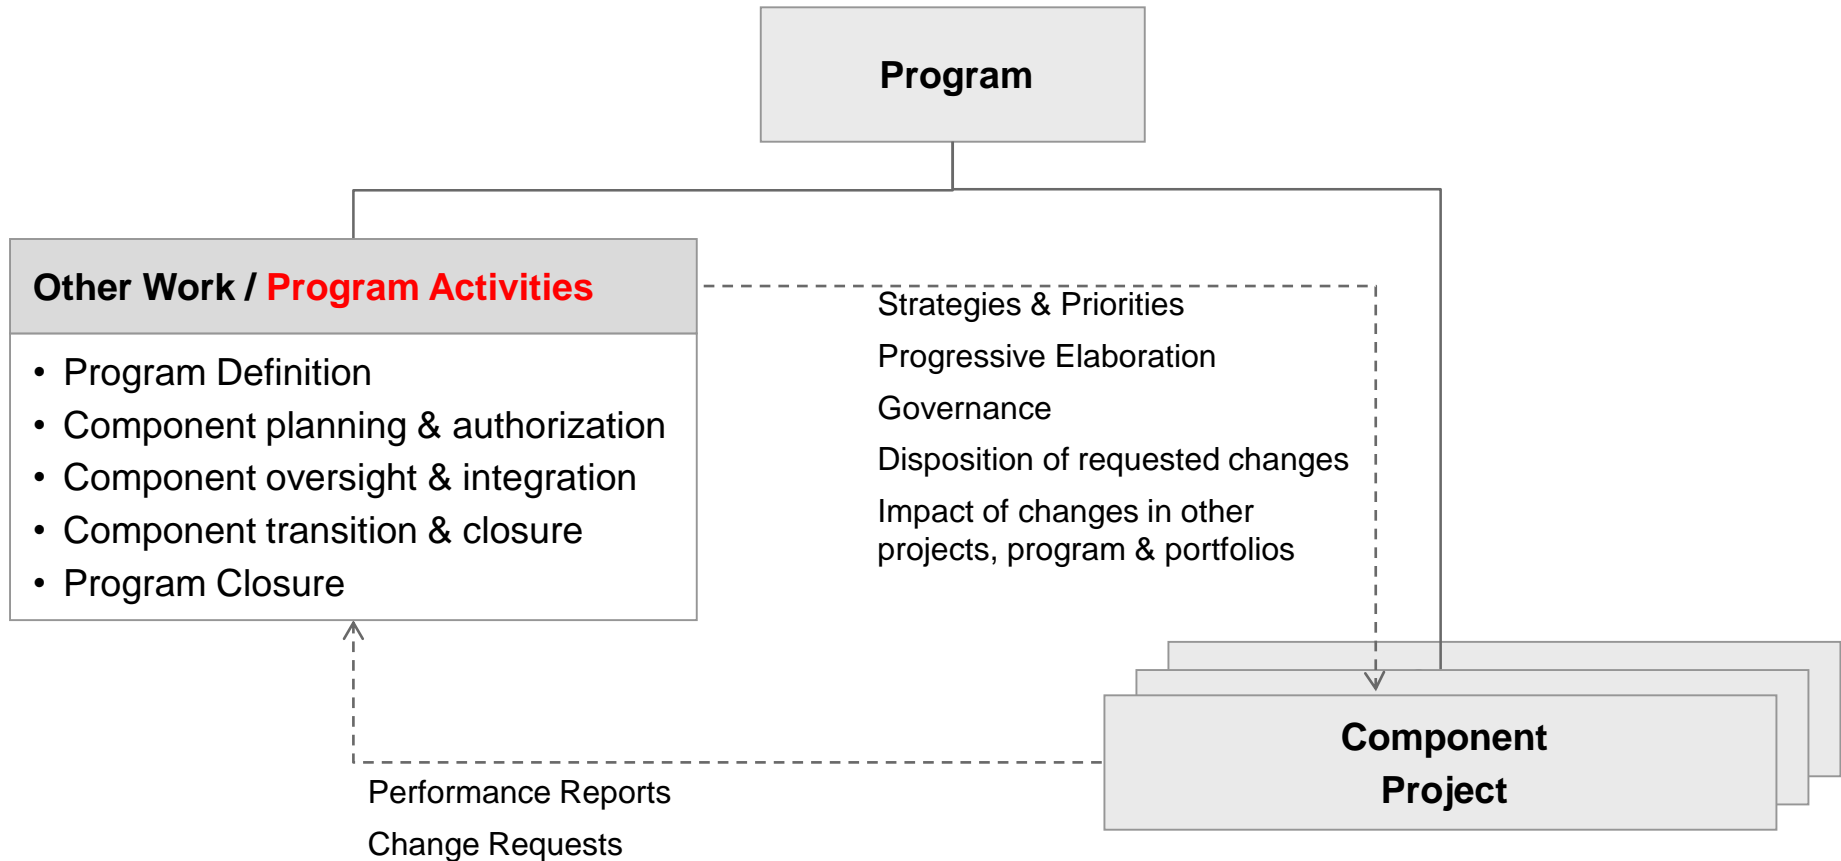 Program
Other Work / Program Activities
• Program Definition
• Component planning & authorization
• Component oversight & integration
• Component transition & closure
• Program Closure
Strategies & Priorities
Progressive Elaboration
Governance
Disposition of requested changes
Impact of changes in other
projects, program & portfolios
Component
Project
Performance Reports
Change Requests